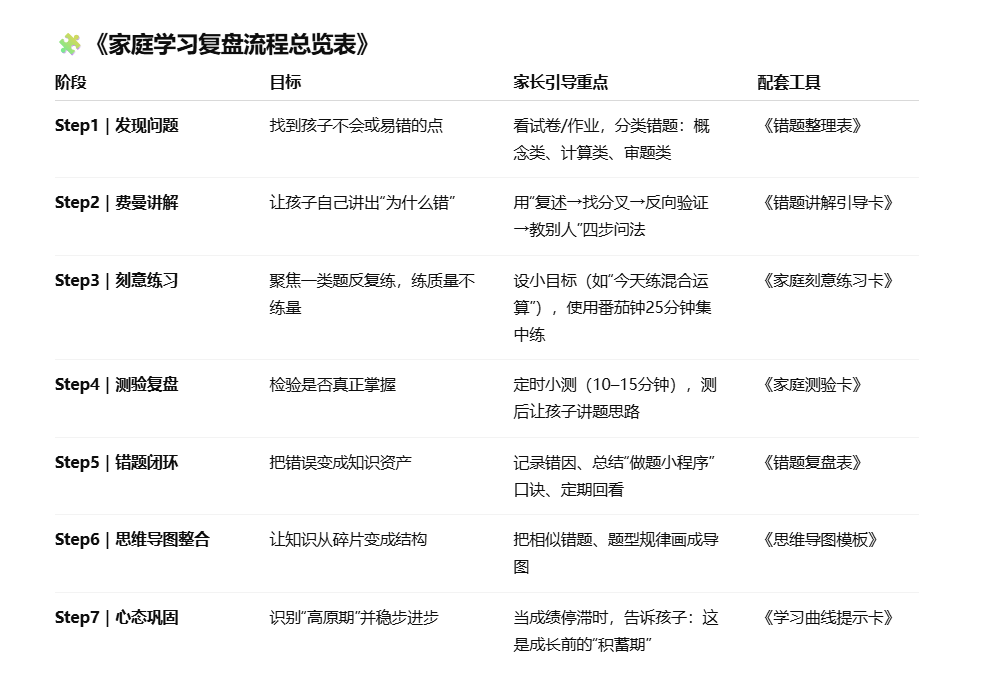 《家庭学习复盘流程总览表》
阶段 目标 家长引导重点 配套工具
Step1｜发现问题 找到孩子不会或易错的点 看试卷/作业，分类错题：概 《错题整理表》
念类、计算类、审题类
Step2｜费曼讲解 让孩子自己讲出“为什么错” 用“复述→找分叉→反向验证 《错题讲解引导卡》
→教别人”四步问法
Step3｜刻意练习 聚焦一类题反复练，练质量不 设小目标（如“今天练混合运 《家庭刻意练习卡》
练量 算”），使用番茄钟25分钟集
中练
Step4｜测验复盘 检验是否真正掌握 定时小测（10–15分钟），测 《家庭测验卡》
后让孩子讲题思路
Step5｜错题闭环 把错误变成知识资产 记录错因、总结“做题小程序” 《错题复盘表》
口诀、定期回看
Step6｜思维导图整合 让知识从碎片变成结构 把相似错题、题型规律画成导 《思维导图模板》
图
Step7｜心态巩固 识别“高原期”并稳步进步 当成绩停滞时，告诉孩子：这 《学习曲线提示卡》
是成长前的“积蓄期”